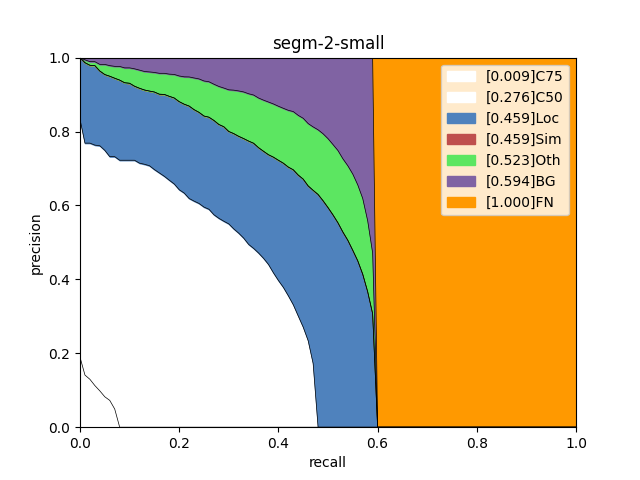 segm-2-small
1.0
0.8
0.6
0.4
0.2
0.0
precision
[0.009]C75
[0.276]C50
[0.459]Loc
[0.459]Sim
[0.523]Oth
[0.594]BG
[1.000]FN
0.0 0.2 0.4 0.6 0.8 1.0
recall